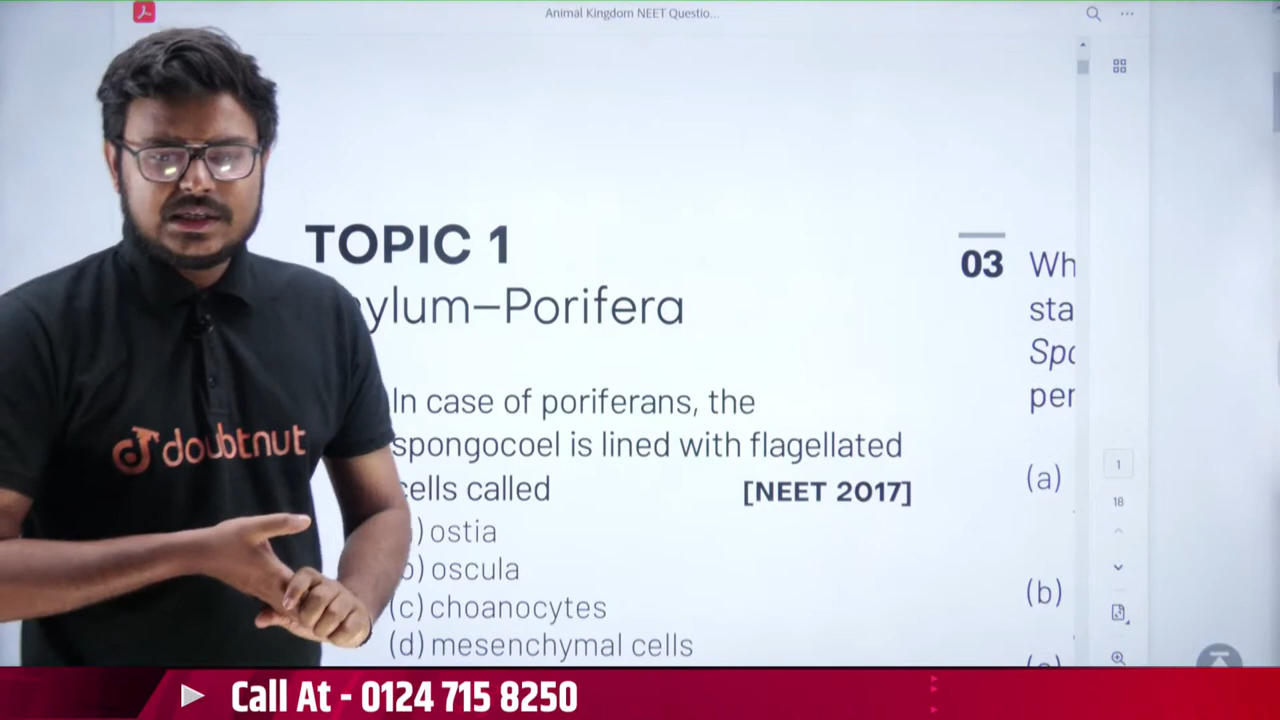 Animal Kingdom NEET Questio...
TOPIC 1
Porifera
In case of poriferans, the
spongocoel is lined with flagellated
cells called [NEET 2017]
ostia
oscula
(c) choanocytes
(d) mesenchymal cells
03 Wh
sta
Spo
per
(a)
(b)
1
18
doubtnut
Call At - 0124 715 8250